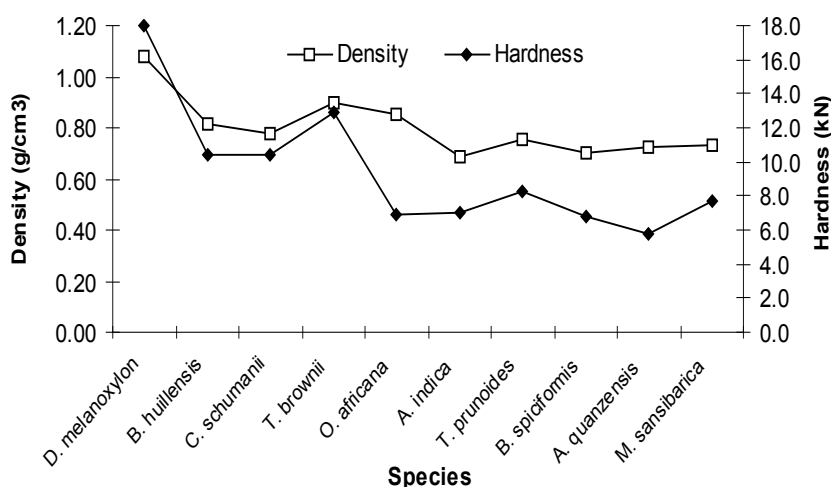 Density (g/cm3)
1.20
1.00
0.80
0.60
0.40
0.20
0.00
Density
Hardness
18.0
16.0
14.0
12.0
10.0
8.0
6.0
4.0
2.0
0.0
Hardness (kN)
D. melanoxylon
B. huillensis
C. schumanii
T. brownii
O. africana
A. indica
T. prunoides
B. spiciformis
A. quanzensis
M. sansibarica
Species